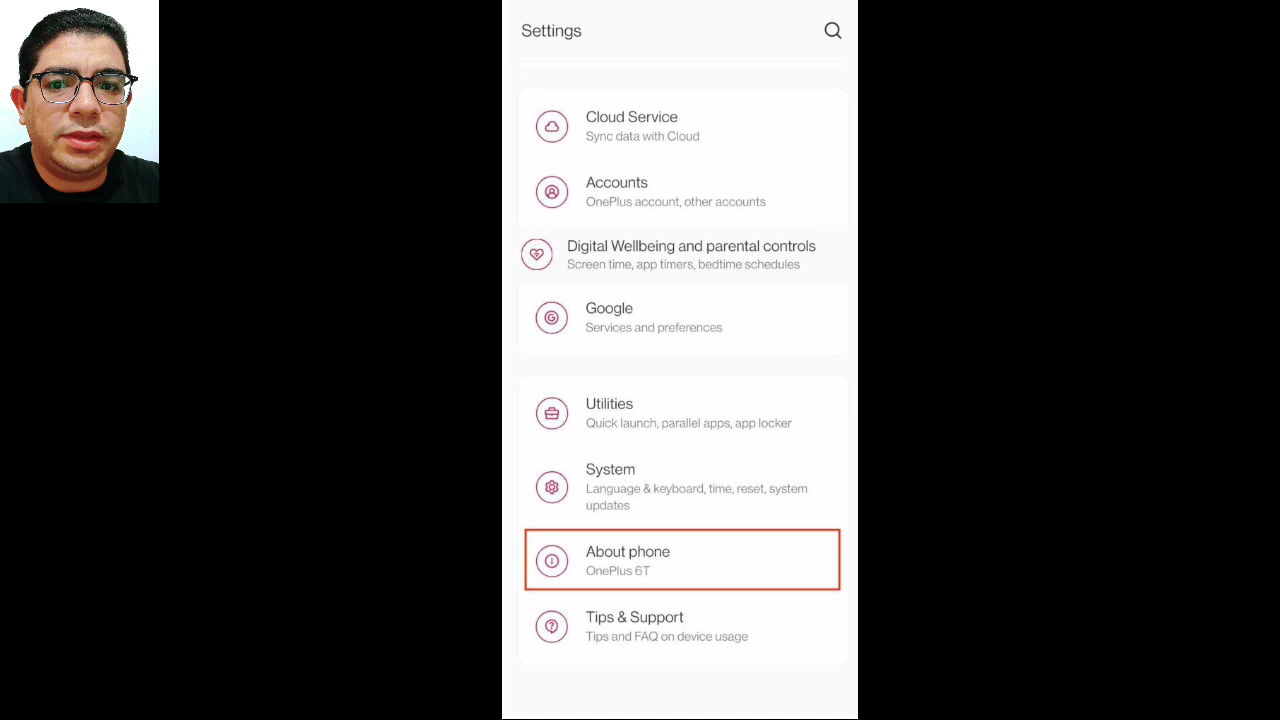 Settings
Cloud Service
Sync data with Cloud
Accounts
OnePlus account, other accounts
Digital Wellbeing and parental controls
Screen time, app timers, bedtime schedules
Google
Services and preferences
Utilities
Quick launch, parallel apps, app locker
System
Language & keyboard, time, reset, system
updates
About phone
OnePlus 6T
Tips & Support
Tips and FAQ on device usage